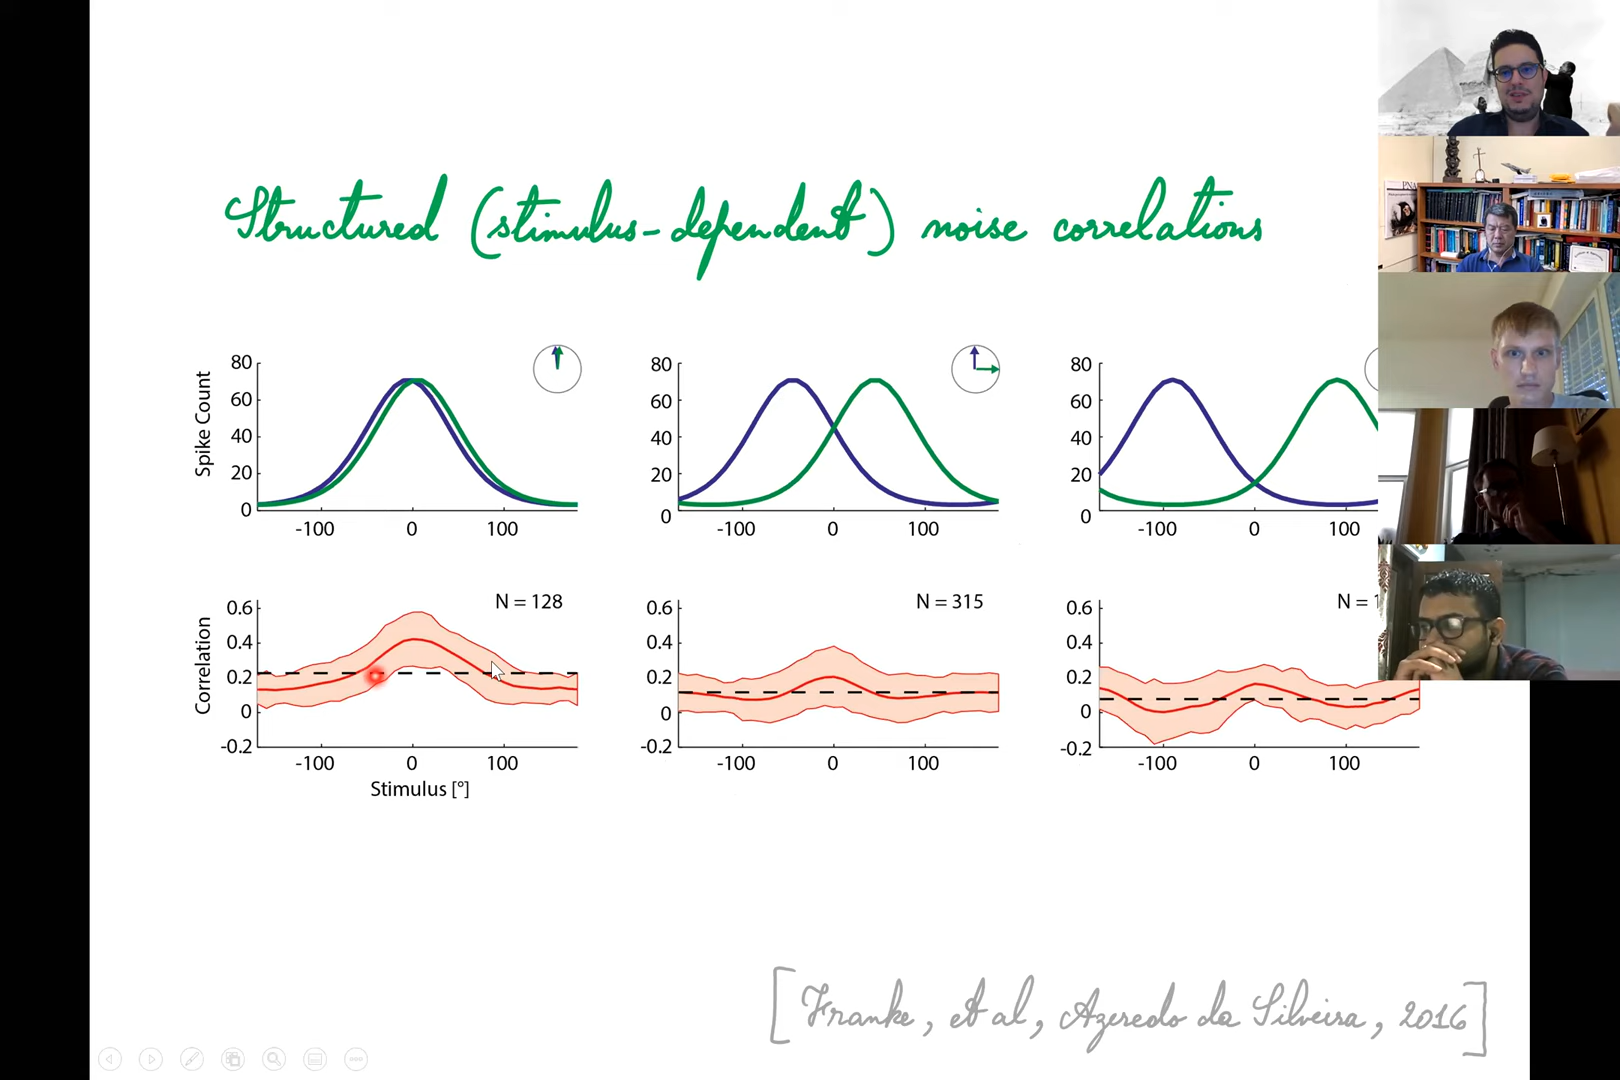 Structured (stimulus-dependent) noise correlations
80
60
40
20
0
Spike Count
-100 0 100
80
60
40
20
0
-100 0 100
80
60
40
20
0
-100 0 100
0.6
0.4
0.2
0
-0.2
Correlation
N = 128
-100 0 100
Stimulus [°]
0.6
0.4
0.2
0
-0.2
N = 315
-100 0 100
0.6
0.4
0.2
0
-0.2
N = 1
-100 0 100
[Franke, et al, Azeredo da Silveira, 2016]